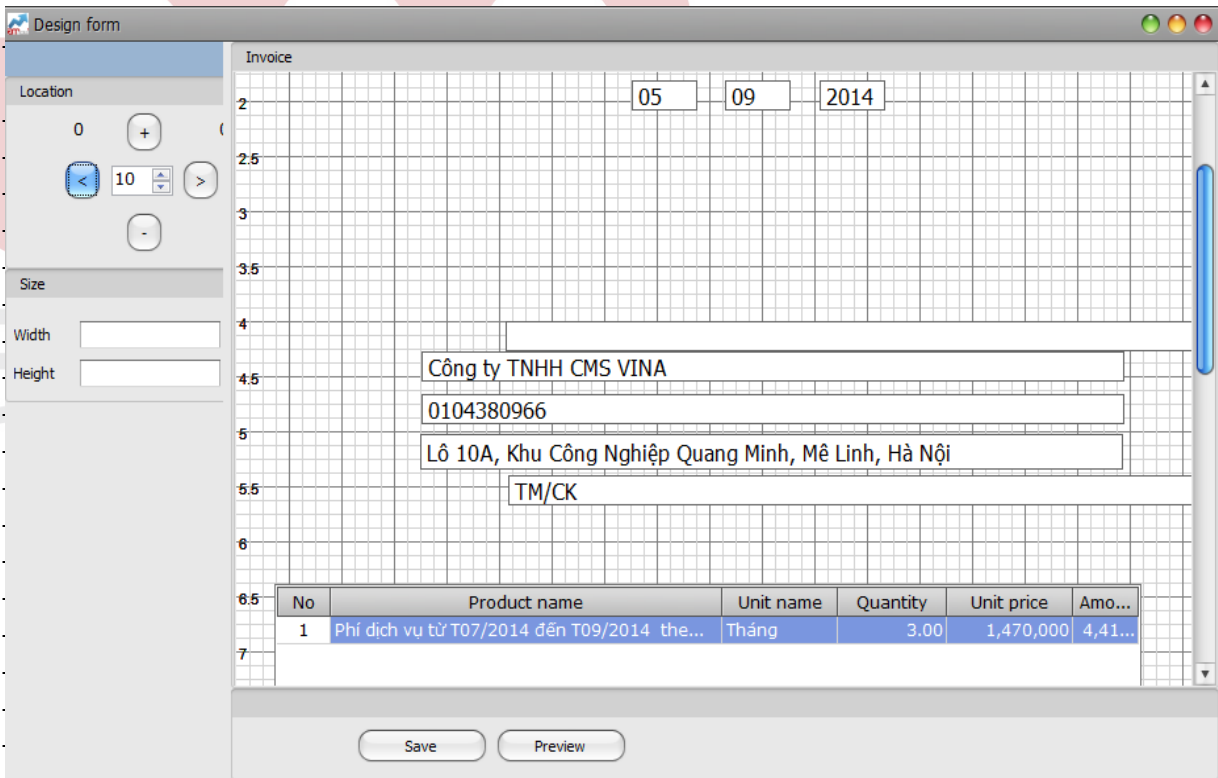 Design form
Invoice
Location
0
+
<
10
>
-
Size
Width
Height
2
05 09 2014
2.5
3
3.5
4
Công ty TNHH CMS VINA
4.5
0104380966
5
Lô 10A, Khu Công Nghiệp Quang Minh, Mê Linh, Hà Nội
5.5
TM/CK
6
6.5
No Product name Unit name Quantity Unit price Amo...
1 Phí dịch vụ từ T07/2014 đến T09/2014 the... Tháng 3.00 1,470,000 4,41...
7
Save Preview